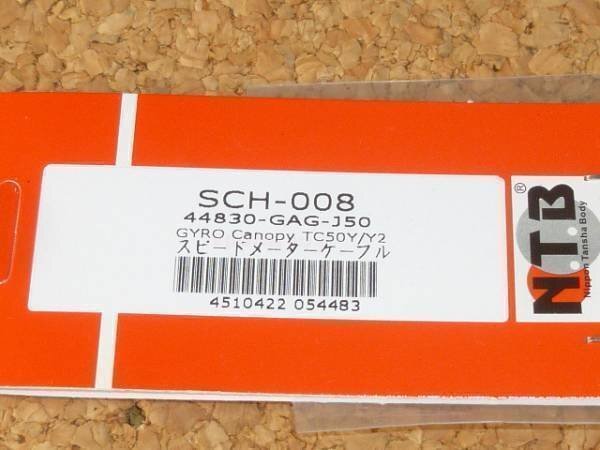 SCH-008
44830-GAG-J50
GYRO Canopy TC50Y/Y2
スピードメーターケーブル
4510422 054483
N.T.B
®
Nippon Tansha Body